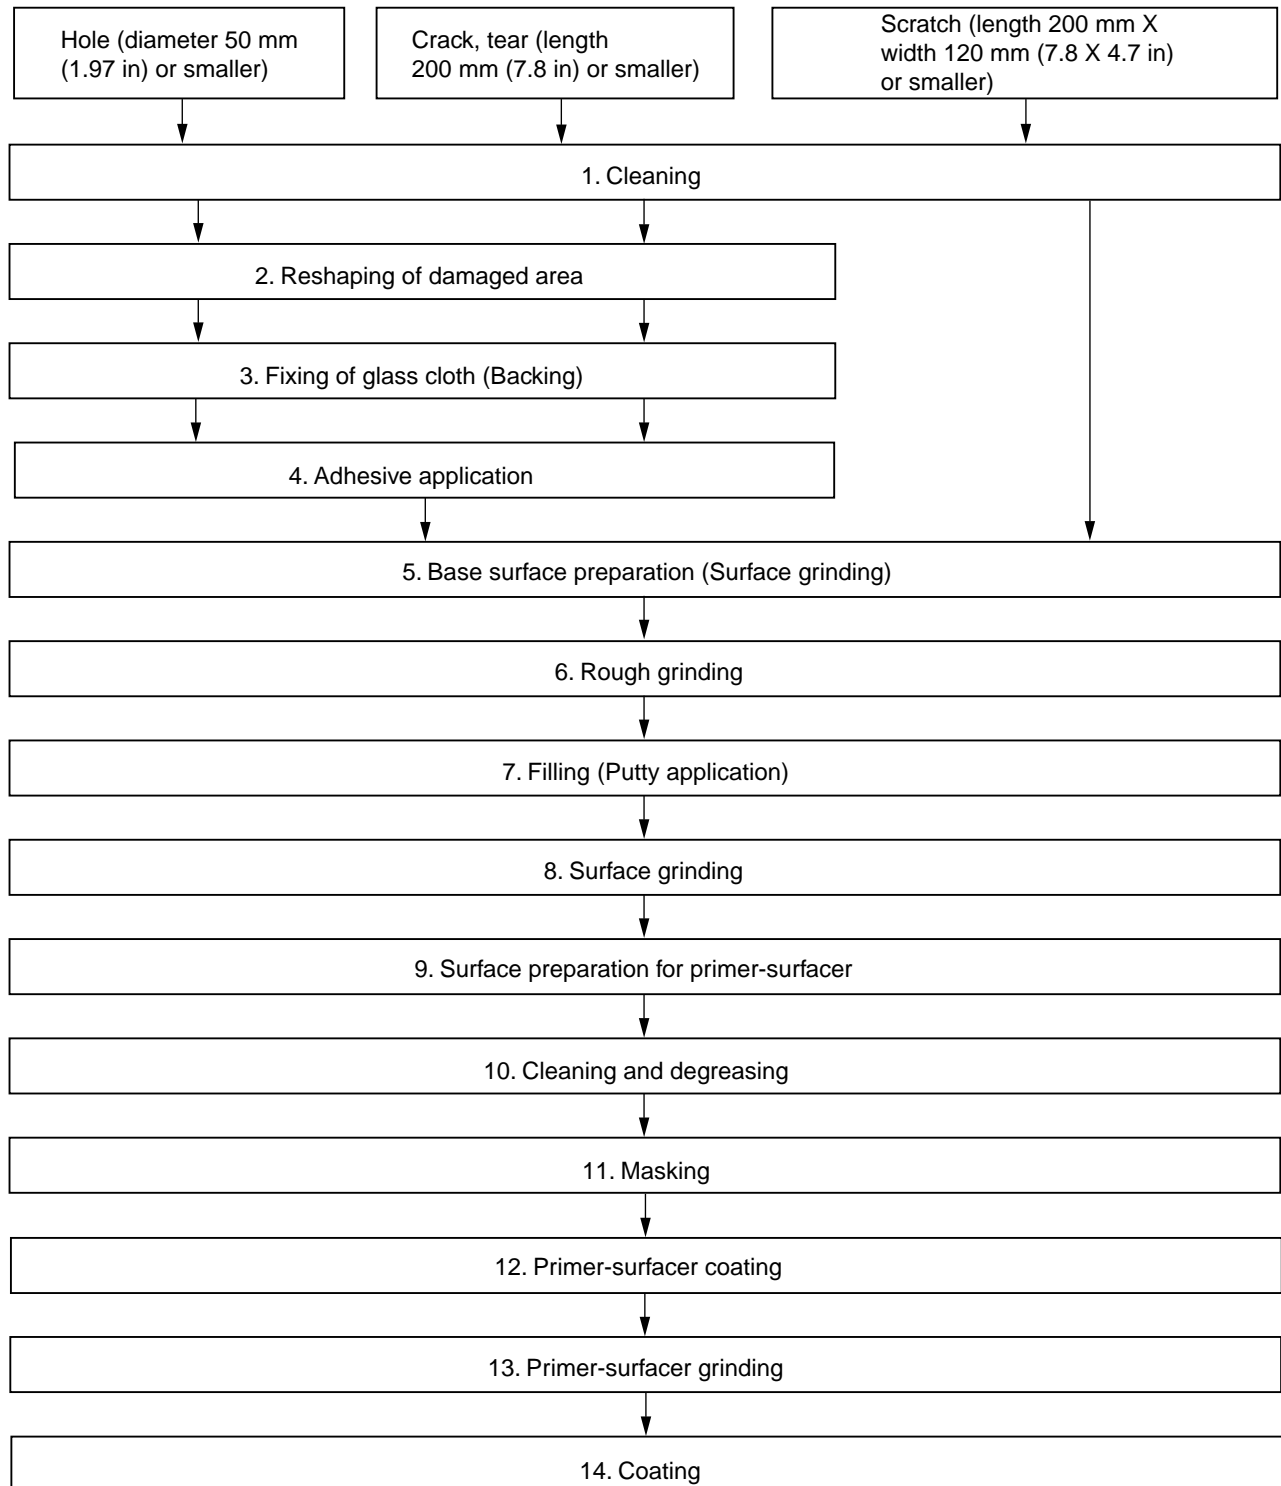 Hole (diameter 50 mm
(1.97 in) or smaller)
Crack, tear (length
200 mm (7.8 in) or smaller)
Scratch (length 200 mm X
width 120 mm (7.8 X 4.7 in)
or smaller)
1. Cleaning
2. Reshaping of damaged area
3. Fixing of glass cloth (Backing)
4. Adhesive application
5. Base surface preparation (Surface grinding)
6. Rough grinding
7. Filling (Putty application)
8. Surface grinding
9. Surface preparation for primer-surfacer
10. Cleaning and degreasing
11. Masking
12. Primer-surfacer coating
13. Primer-surfacer grinding
14. Coating